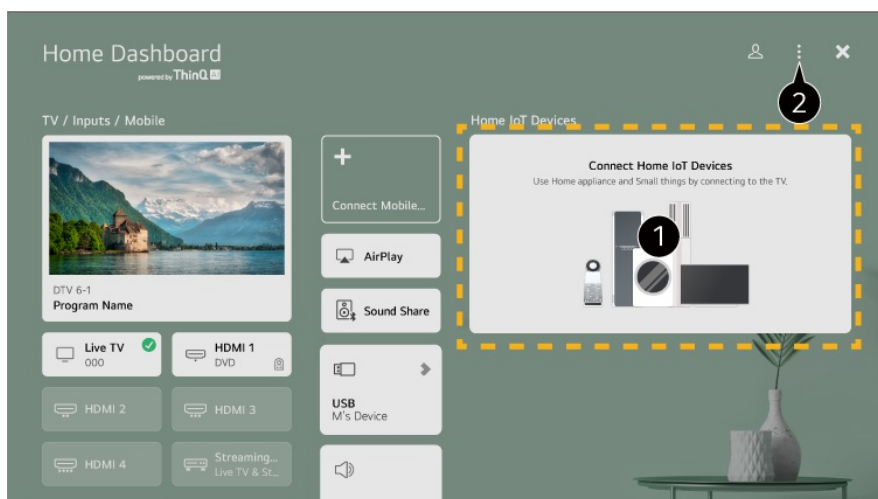 Home Dashboard
powered by ThinQ AI
2
TV / Inputs / Mobile
Home IoT Devices
Connect Home IoT Devices
Use Home appliance and Small things by connecting to the TV.
1
DTV 6-1
Program Name
Live TV
000
HDMI 1
DVD
HDMI 2
HDMI 3
HDMI 4
Streaming...
Live TV & St...
+
Connect Mobile...
AirPlay
Sound Share
USB
M's Device